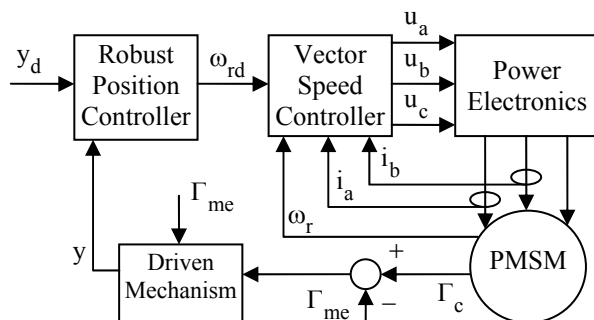 y_d
Robust
Position
Controller
ω_rd
Vector
Speed
Controller
u_a
u_b
u_c
Power
Electronics
i_b
i_a
ω_r
Γ_me
y
Driven
Mechanism
Γ_me
+
−
Γ_c
PMSM